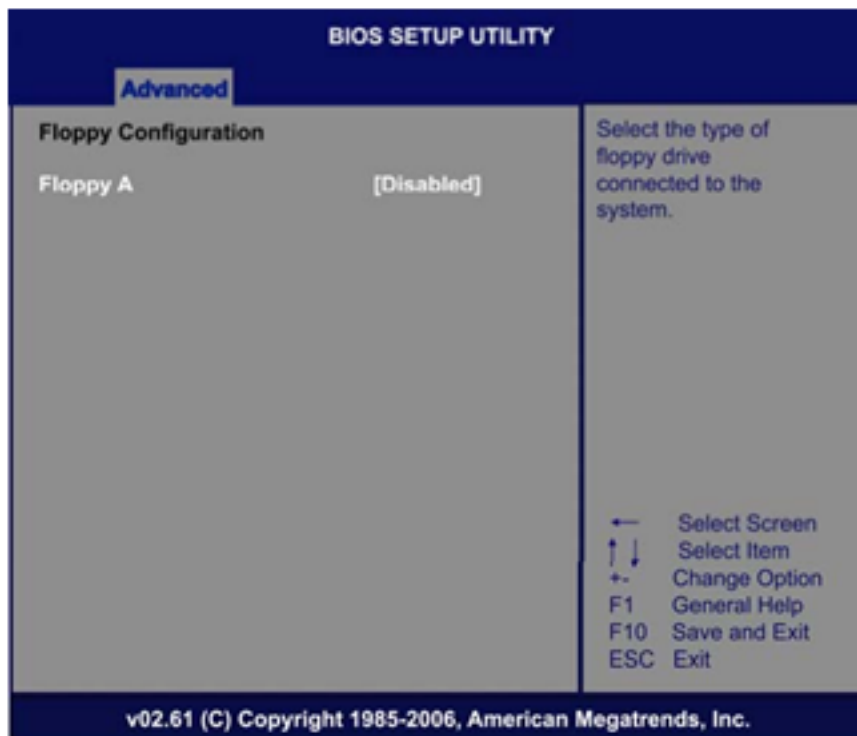 BIOS SETUP UTILITY
Advanced
Floppy Configuration
Floppy A [Disabled]
Select the type of
floppy drive
connected to the
system.
← Select Screen
↑ ↓ Select Item
+- Change Option
F1 General Help
F10 Save and Exit
ESC Exit
v02.61 (C) Copyright 1985-2006, American Megatrends, Inc.